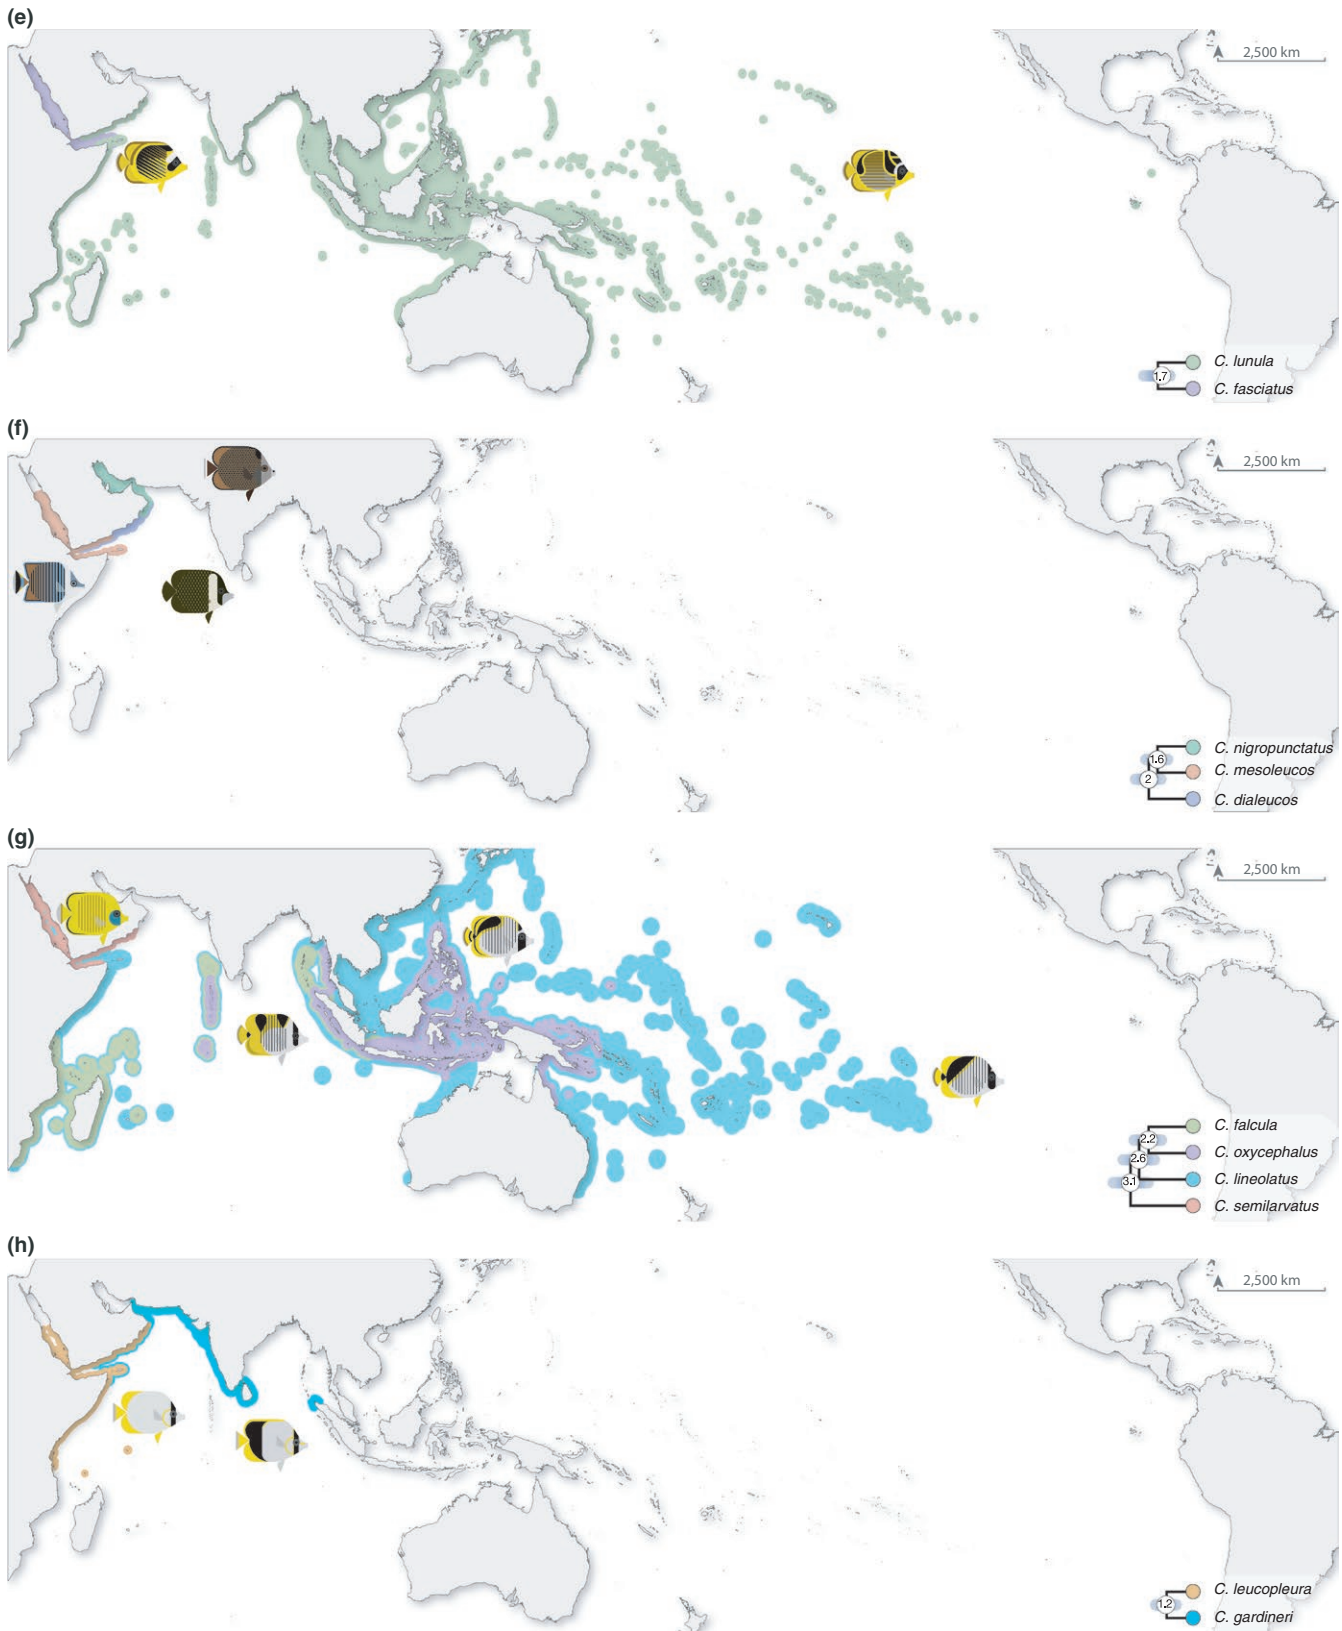 (e)
2,500 km
1.7
C. lunula
C. fasciatus
(f)
2,500 km
1.6
2
C. nigropunctatus
C. mesoleucos
C. dialeucos
(g)
2,500 km
2.2
2.6
3.1
C. falcula
C. oxycephalus
C. lineolatus
C. semilarvatus
(h)
2,500 km
1.2
C. leucopleura
C. gardineri